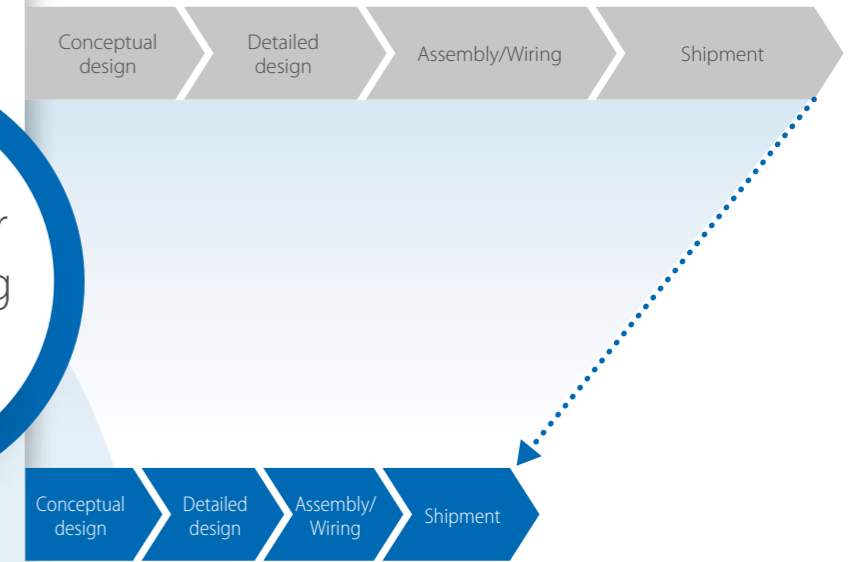 Conceptual
design
Detailed
design
Assembly/Wiring
Shipment
Conceptual
design
Detailed
design
Assembly/
Wiring
Shipment